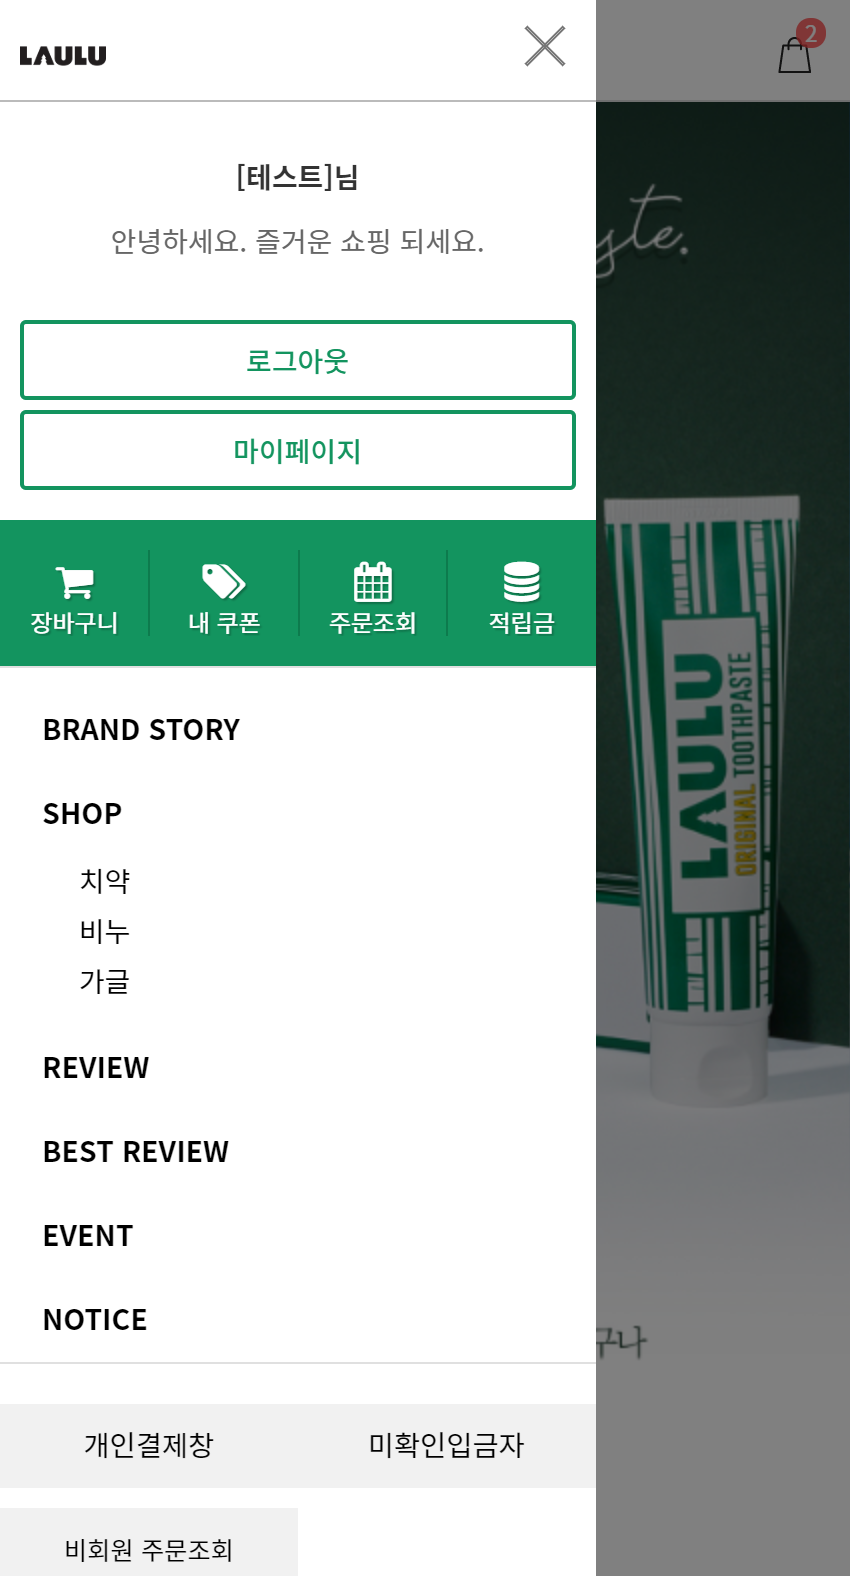 LAULU
2
[테스트]님
안녕하세요. 즐거운 쇼핑 되세요.
로그아웃
마이페이지
장바구니
내 쿠폰
주문조회
적립금
BRAND STORY
SHOP
치약
비누
가글
REVIEW
BEST REVIEW
EVENT
NOTICE
개인결제창
미확인입금자
비회원 주문조회
ste.
LAULU
ORIGINAL TOOTHPASTE
구나